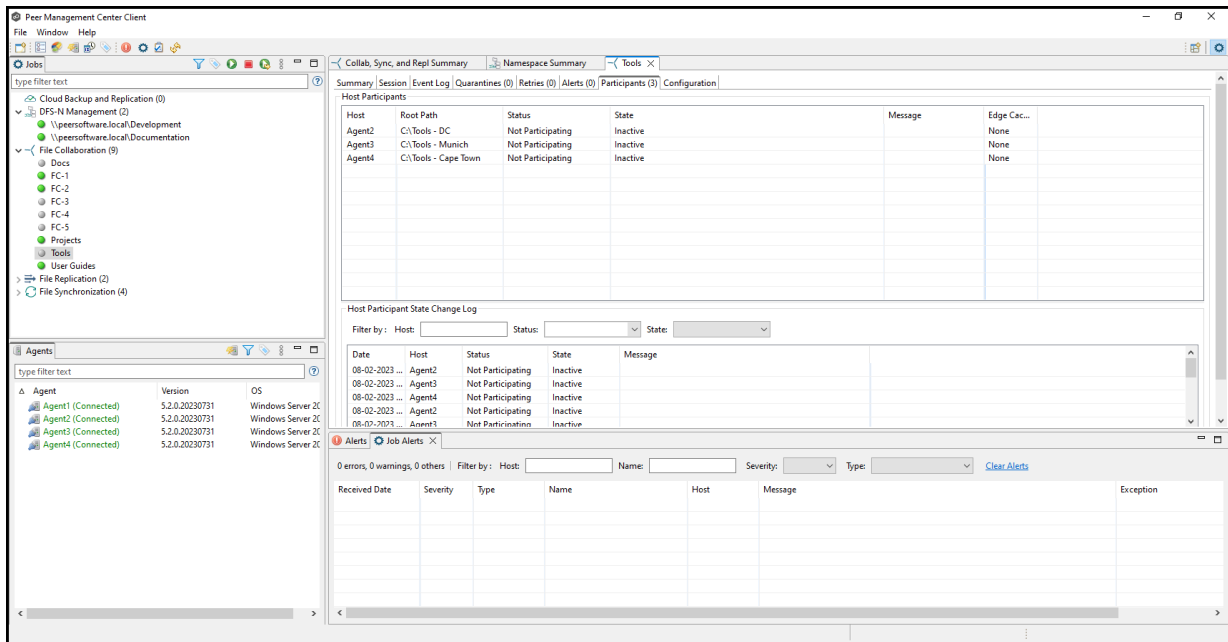 Peer Management Center Client
File Window Help
Jobs
type filter text
Cloud Backup and Replication (0)
DFS-N Management (2)
\\peersoftware.local\Development
\\peersoftware.local\Documentation
File Collaboration (9)
Docs
FC-1
FC-2
FC-3
FC-4
FC-5
Projects
Tools
User Guides
File Replication (2)
File Synchronization (4)
Agents
type filter text
Agent Version OS
Agent1 (Connected) 5.2.0.20230731 Windows Server 20
Agent2 (Connected) 5.2.0.20230731 Windows Server 20
Agent3 (Connected) 5.2.0.20230731 Windows Server 20
Agent4 (Connected) 5.2.0.20230731 Windows Server 20
Collab, Sync, and Repl Summary Namespace Summary Tools
Summary Session Event Log Quarantines (0) Retries (0) Alerts (0) Participants (3) Configuration
Host Participants
Host Root Path Status State Message Edge Cac...
Agent2 C:\Tools - DC Not Participating Inactive None
Agent3 C:\Tools - Munich Not Participating Inactive None
Agent4 C:\Tools - Cape Town Not Participating Inactive None
Host Participant State Change Log
Filter by : Host: Status: State:
Date Host Status State Message
08-02-2023 ... Agent2 Not Participating Inactive
08-02-2023 ... Agent3 Not Participating Inactive
08-02-2023 ... Agent4 Not Participating Inactive
08-02-2023 ... Agent2 Not Participating Inactive
08-02-2023 ... Agent3 Not Participating Inactive
Alerts Job Alerts
0 errors, 0 warnings, 0 others Filter by : Host: Name: Severity: Type: Clear Alerts
Received Date Severity Type Name Host Message Exception